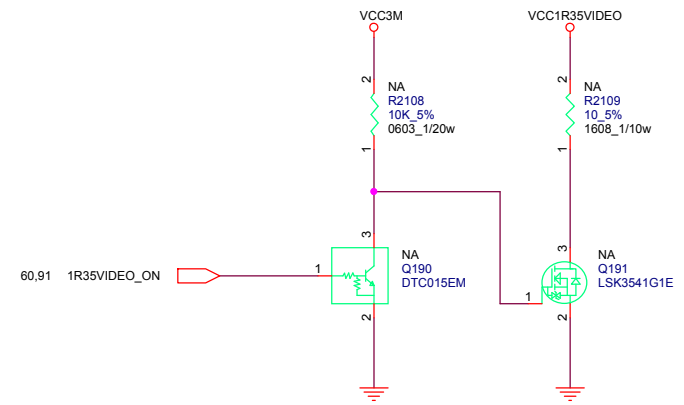 VCC3M
VCC1R35VIDEO
2
NA
R2108
10K_5%
0603_1/20w
1
2
NA
R2109
10_5%
1608_1/10w
1
60,91 1R35VIDEO_ON
1
3
NA
Q190
DTC015EM
2
1
3
NA
Q191
LSK3541G1E
2